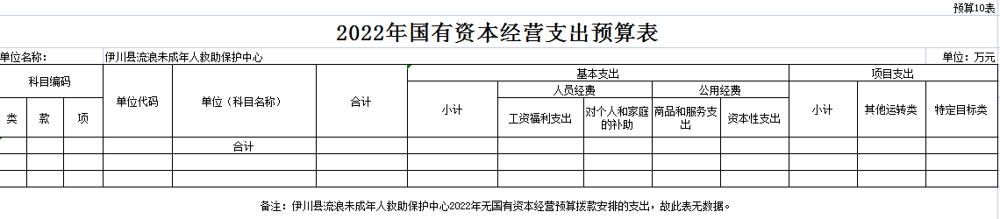 预算10表
2022年国有资本经营支出预算表
单位名称： 伊川县流浪未成年人救助保护中心 单位：万元
科目编码 单位代码 单位（科目名称） 合计 基本支出 项目支出
小计 人员经费 公用经费 小计 其他运转类 特定目标类
类 款 项 工资福利支出 对个人和家庭的补助 商品和服务支出 资本性支出
合计
备注：伊川县流浪未成年人救助保护中心2022年无国有资本经营预算拨款安排的支出，故此表无数据。